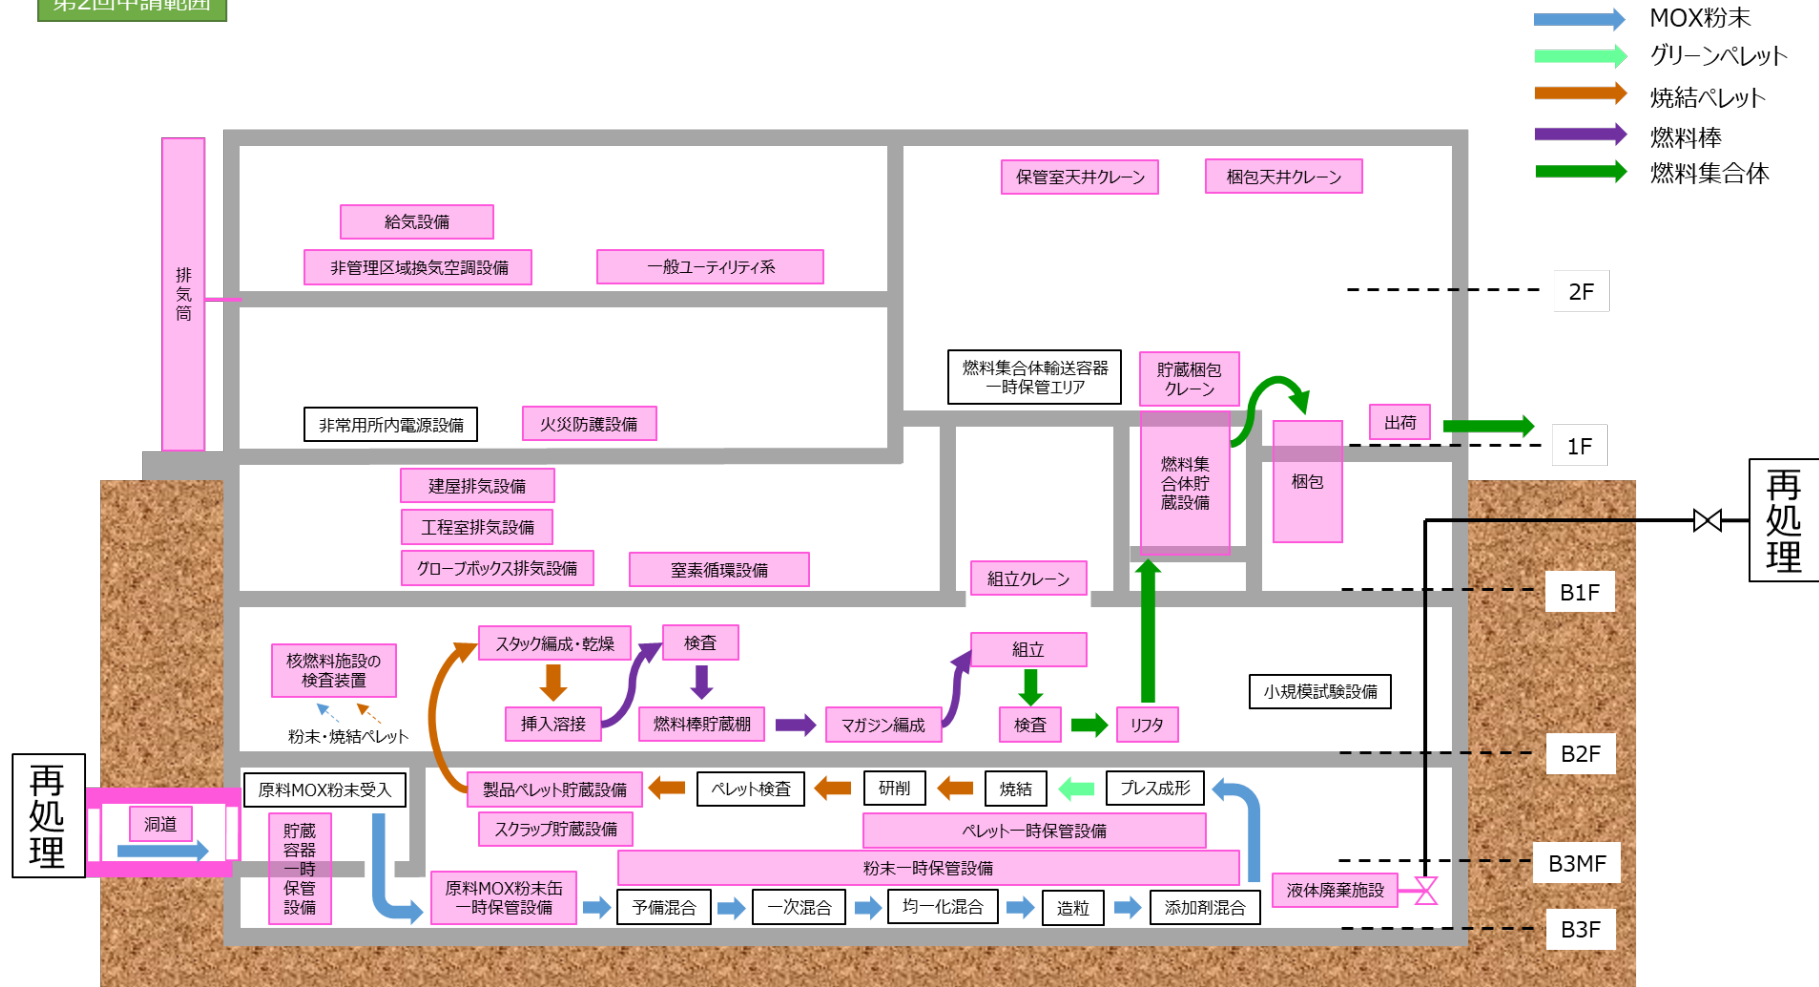 第2回申請範囲
MOX粉末
グリーンペレット
焼結ペレット
燃料棒
燃料集合体
保管室天井クレーン
梱包天井クレーン
給気設備
非管理区域換気空調設備
一般ユーティリティ系
排気筒
2F
燃料集合体輸送容器
一時保管エリア
貯蔵梱包
クレーン
非常用所内電源設備
火災防護設備
出荷
1F
建屋排気設備
工程室排気設備
グローブボックス排気設備
窒素循環設備
燃料集
合体貯
蔵設備
梱包
再処理
組立クレーン
B1F
核燃料施設の
検査装置
粉末・焼結ペレット
スタック編成・乾燥
検査
組立
挿入溶接
燃料棒貯蔵棚
マガジン編成
検査
リフタ
小規模試験設備
B2F
再処理
洞道
原料MOX粉末受入
製品ペレット貯蔵設備
ペレット検査
研削
焼結
プレス成形
スクラップ貯蔵設備
ペレット一時保管設備
粉末一時保管設備
貯蔵
容器
一時
保管
設備
原料MOX粉末缶
一時保管設備
予備混合
一次混合
均一化混合
造粒
添加剤混合
液体廃棄施設
B3MF
B3F